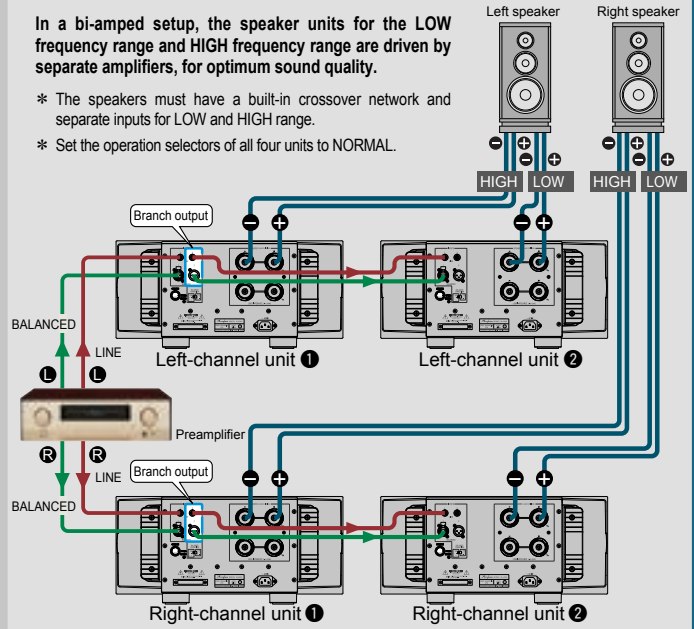 In a bi-amped setup, the speaker units for the LOW
frequency range and HIGH frequency range are driven by
separate amplifiers, for optimum sound quality.
* The speakers must have a built-in crossover network and
separate inputs for LOW and HIGH range.
* Set the operation selectors of all four units to NORMAL.
Left speaker
Right speaker
HIGH
LOW
HIGH
LOW
Branch output
BALANCED
LINE
L
L
Left-channel unit ❶
Left-channel unit ❷
Preamplifier
R
R
LINE
BALANCED
Branch output
Right-channel unit ❶
Right-channel unit ❷